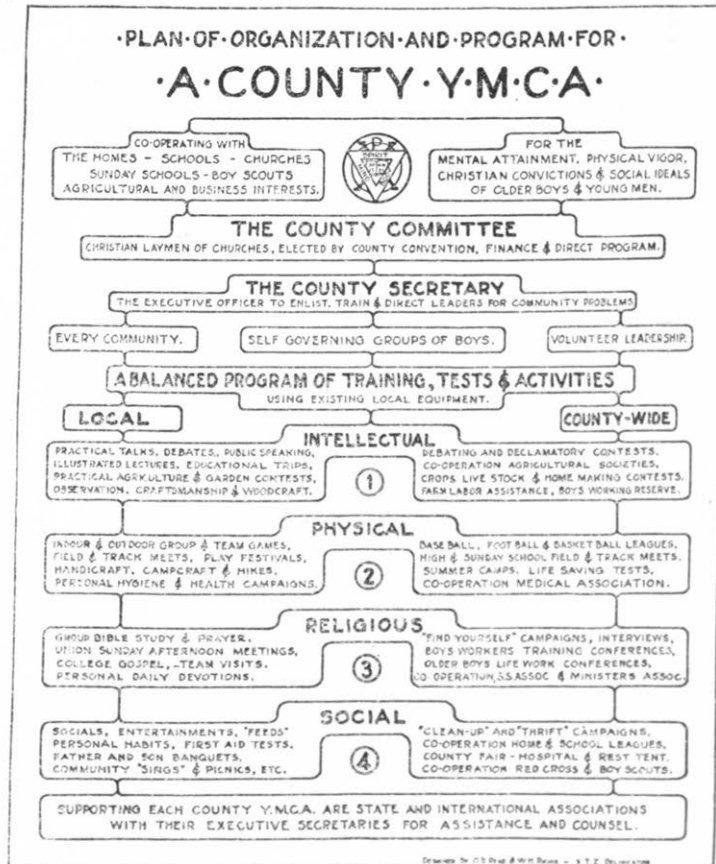 ·PLAN·OF·ORGANIZATION·AND·PROGRAM·FOR·
·A·COUNTY·Y·M·C·A·
CO-OPERATING WITH
THE HOMES - SCHOOLS - CHURCHES
SUNDAY SCHOOLS - BOY SCOUTS
AGRICULTURAL AND BUSINESS INTERESTS.
P
FOR THE
MENTAL ATTAINMENT, PHYSICAL VIGOR,
CHRISTIAN CONVICTIONS & SOCIAL IDEALS
OF OLDER BOYS & YOUNG MEN.
THE COUNTY COMMITTEE
CHRISTIAN LAYMEN OF CHURCHES, ELECTED BY COUNTY CONVENTION, FINANCE & DIRECT PROGRAM.
THE COUNTY SECRETARY
THE EXECUTIVE OFFICER TO ENLIST, TRAIN & DIRECT LEADERS FOR COMMUNITY PROBLEMS
EVERY COMMUNITY.
SELF GOVERNING GROUPS OF BOYS.
VOLUNTEER LEADERSHIP.
A BALANCED PROGRAM OF TRAINING, TESTS & ACTIVITIES
USING EXISTING LOCAL EQUIPMENT.
LOCAL
COUNTY-WIDE
INTELLECTUAL
PRACTICAL TALKS, DEBATES, PUBLIC SPEAKING,
ILLUSTRATED LECTURES, EDUCATIONAL TRIPS,
PRACTICAL AGRICULTURE & GARDEN CONTESTS,
OBSERVATION, CRAFTSMANSHIP & WOODCRAFT.
1
DEBATING AND DECLAMATORY CONTESTS.
CO-OPERATION AGRICULTURAL SOCIETIES,
CROPS LIVE STOCK & HOME MAKING CONTESTS.
FARM LABOR ASSISTANCE, BOYS WORKING RESERVE.
PHYSICAL
INDOOR & OUTDOOR GROUP & TEAM GAMES,
FIELD & TRACK MEETS, PLAY FESTIVALS,
HANDICRAFT, CAMPCRAFT & HIKES,
PERSONAL HYGIENE & HEALTH CAMPAIGNS.
2
BASE BALL, FOOT BALL & BASKET BALL LEAGUES,
HIGH & SUNDAY SCHOOL FIELD & TRACK MEETS.
SUMMER CAMPS. LIFE SAVING TESTS,
CO-OPERATION MEDICAL ASSOCIATION.
RELIGIOUS
GROUP BIBLE STUDY & PRAYER.
UNION SUNDAY AFTERNOON MEETINGS,
COLLEGE GOSPEL,-TEAM VISITS.
PERSONAL DAILY DEVOTIONS.
3
"FIND YOURSELF" CAMPAIGNS, INTERVIEWS,
BOYS WORKERS TRAINING CONFERENCES,
OLDER BOYS LIFE WORK CONFERENCES,
CO-OPERATION, S.S. ASSOC & MINISTERS ASSOC.
SOCIAL
SOCIALS, ENTERTAINMENTS, "FEEDS"
PERSONAL HABITS, FIRST AID TESTS,
FATHER AND SON BANQUETS,
COMMUNITY "SINGS" & PICNICS, ETC.
4
"CLEAN-UP" AND "THRIFT" CAMPAIGNS,
CO-OPERATION HOME & SCHOOL LEAGUES,
COUNTY FAIR - HOSPITAL & REST TENT.
CO-OPERATION RED CROSS & BOY SCOUTS.
SUPPORTING EACH COUNTY Y.M.C.A. ARE STATE AND INTERNATIONAL ASSOCIATIONS
WITH THEIR EXECUTIVE SECRETARIES FOR ASSISTANCE AND COUNSEL.